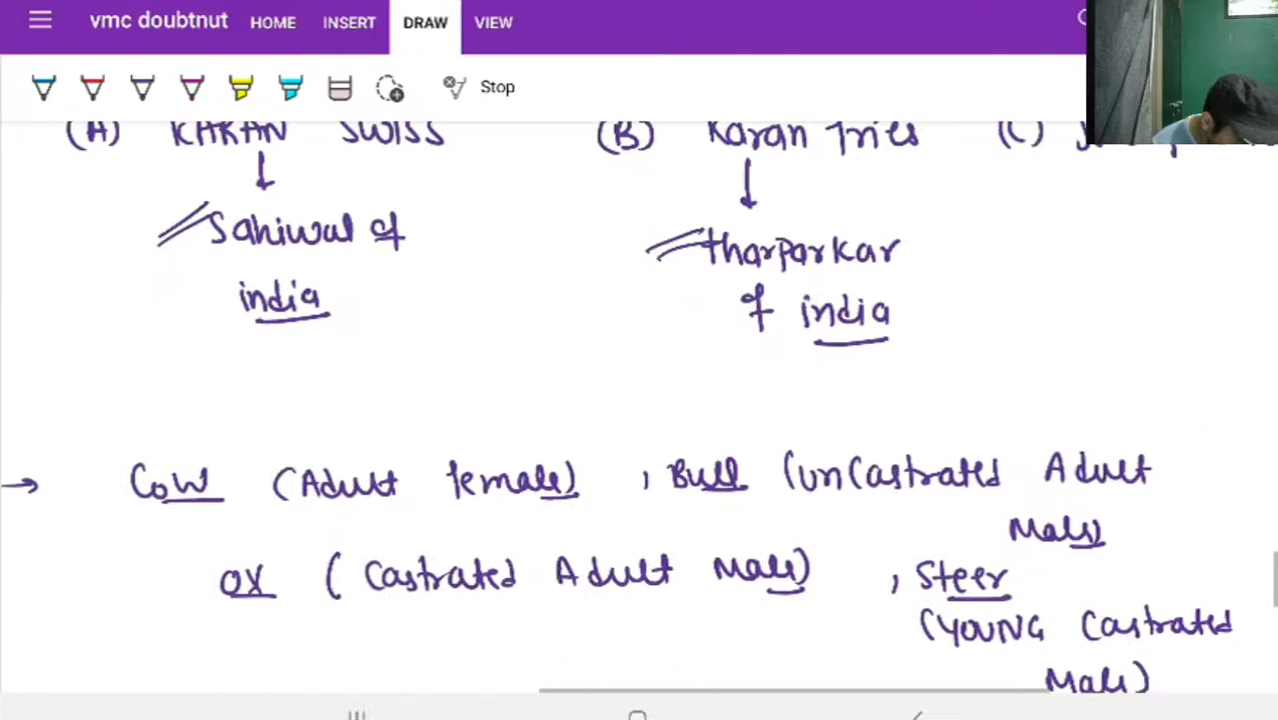 vmc doubtnut HOME INSERT DRAW VIEW
Stop
(A) KARAN SWISS (B) Karan Fries (C)
Sahiwal of
india
tharparkar
of india
→ Cow (Adult female), Bull (uncastrated Adult
Male)
OX (Castrated Adult Male), Steer
(YOUNG Castrated
Male)